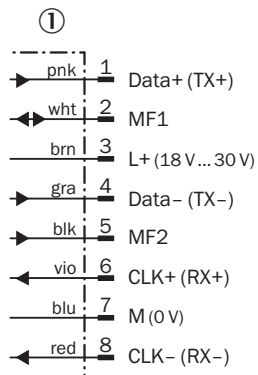 ①
pnk 1 Data+ (TX+)
wht 2 MF1
brn 3 L+ (18 V ... 30 V)
gra 4 Data– (TX–)
blk 5 MF2
vio 6 CLK+ (RX+)
blu 7 M (0 V)
red 8 CLK– (RX–)